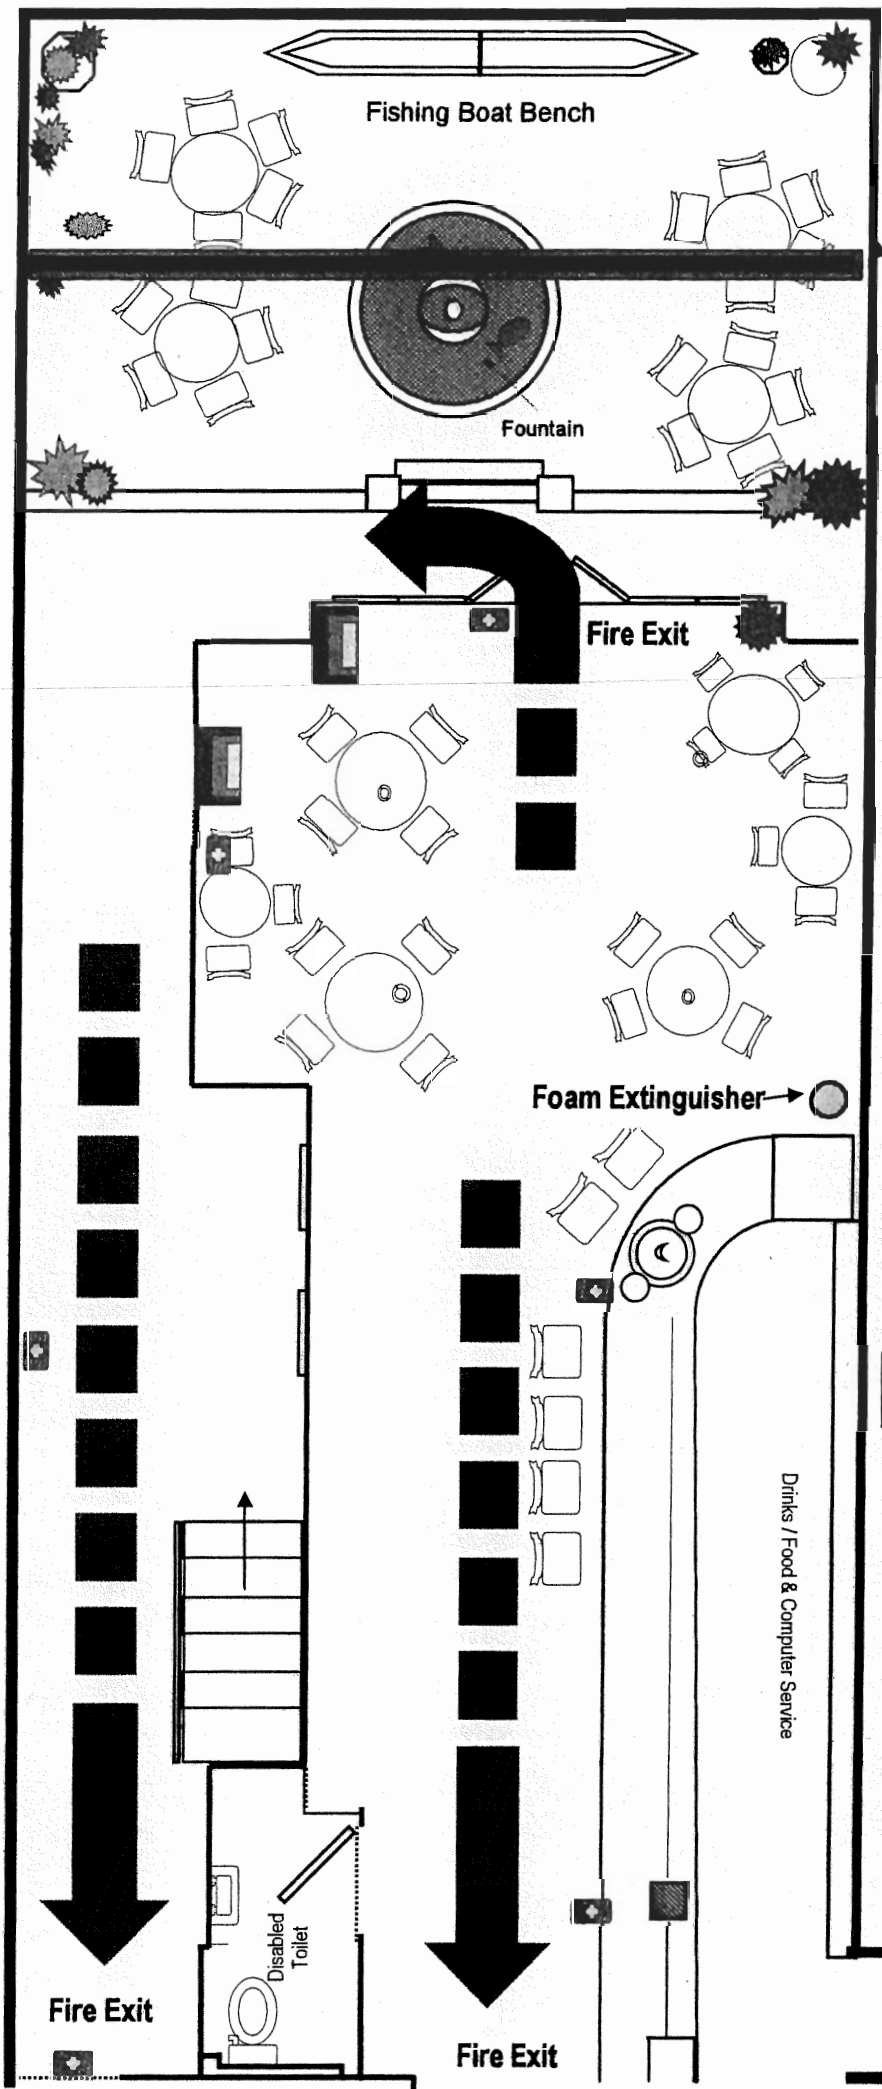 Fishing Boat Bench
Fountain
Fire Exit
Foam Extinguisher
Drinks / Food & Computer Service
Disabled
Toilet
Fire Exit
Fire Exit